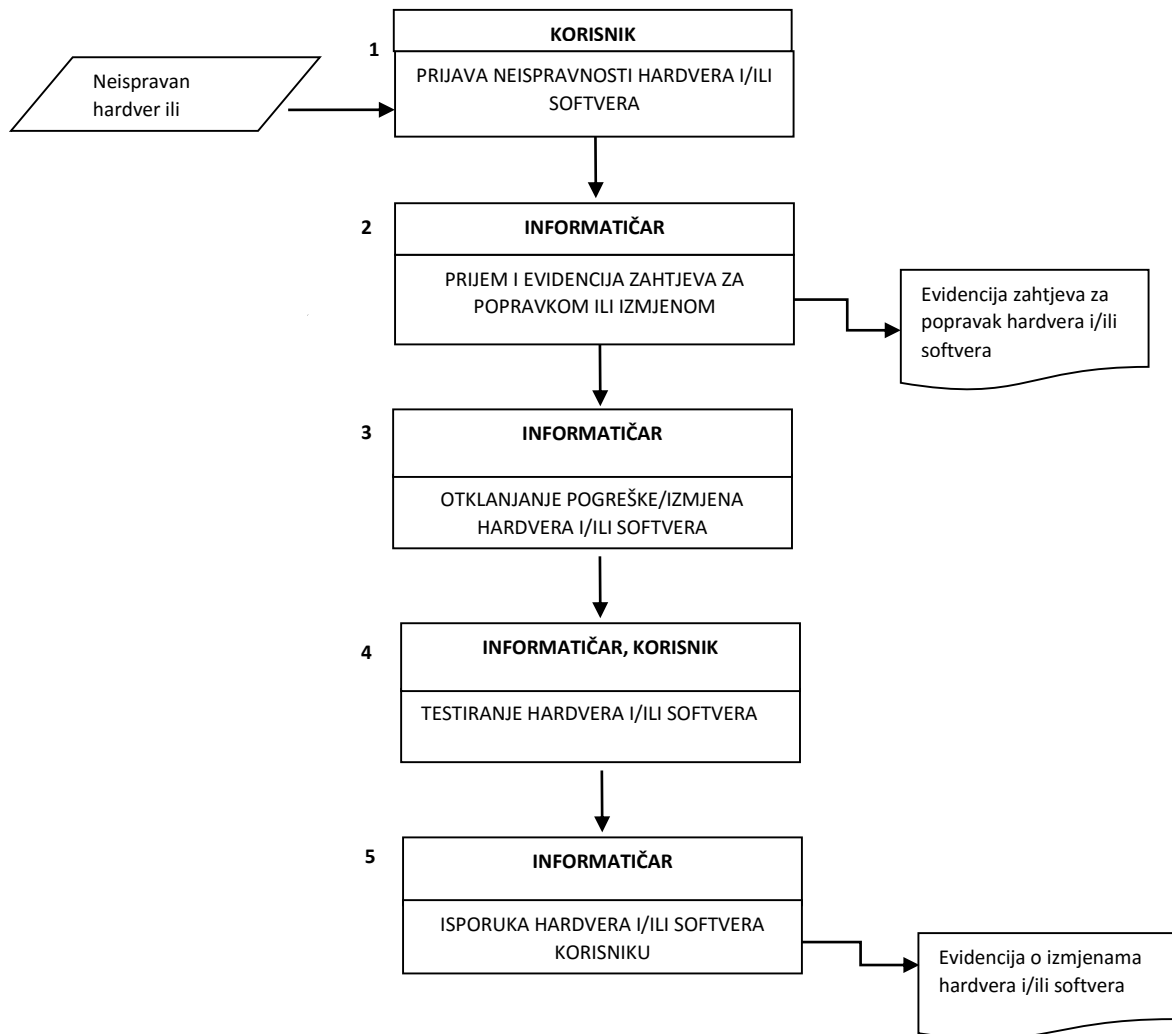 KORISNIK
1
Neispravan
hardver ili
PRIJAVA NEISPRAVNOSTI HARDVERA I/ILI
SOFTVERA
2
INFORMATIČAR
PRIJEM I EVIDENCIJA ZAHTJEVA ZA
POPRAVKOM ILI IZMJENOM
Evidencija zahtjeva za
popravak hardvera i/ili
softvera
3
INFORMATIČAR
OTKLANJANJE POGREŠKE/IZMJENA
HARDVERA I/ILI SOFTVERA
4
INFORMATIČAR, KORISNIK
TESTIRANJE HARDVERA I/ILI SOFTVERA
5
INFORMATIČAR
ISPORUKA HARDVERA I/ILI SOFTVERA
KORISNIKU
Evidencija o izmjenama
hardvera i/ili softvera